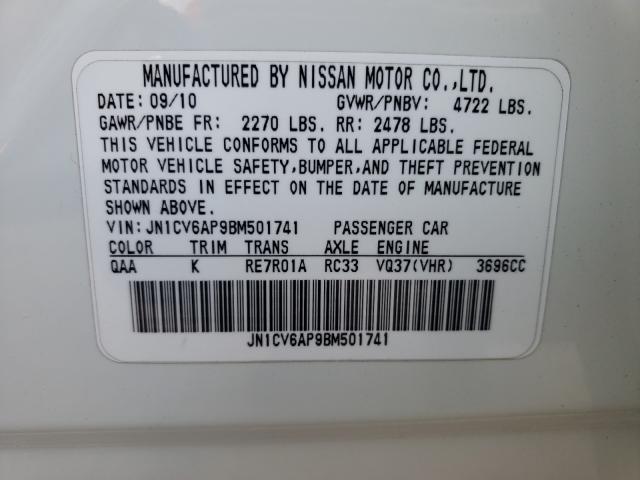 MANUFACTURED BY NISSAN MOTOR CO.,LTD.
DATE: 09/10 GVWR/PNBV: 4722 LBS.
GAWR/PNBE FR: 2270 LBS. RR: 2478 LBS.
THIS VEHICLE CONFORMS TO ALL APPLICABLE FEDERAL
MOTOR VEHICLE SAFETY,BUMPER,AND THEFT PREVENTION
STANDARDS IN EFFECT ON THE DATE OF MANUFACTURE
SHOWN ABOVE.
VIN: JN1CV6AP9BM501741 PASSENGER CAR
COLOR TRIM TRANS AXLE ENGINE
QAA K RE7R01A RC33 VQ37(VHR) 3696CC
JN1CV6AP9BM501741